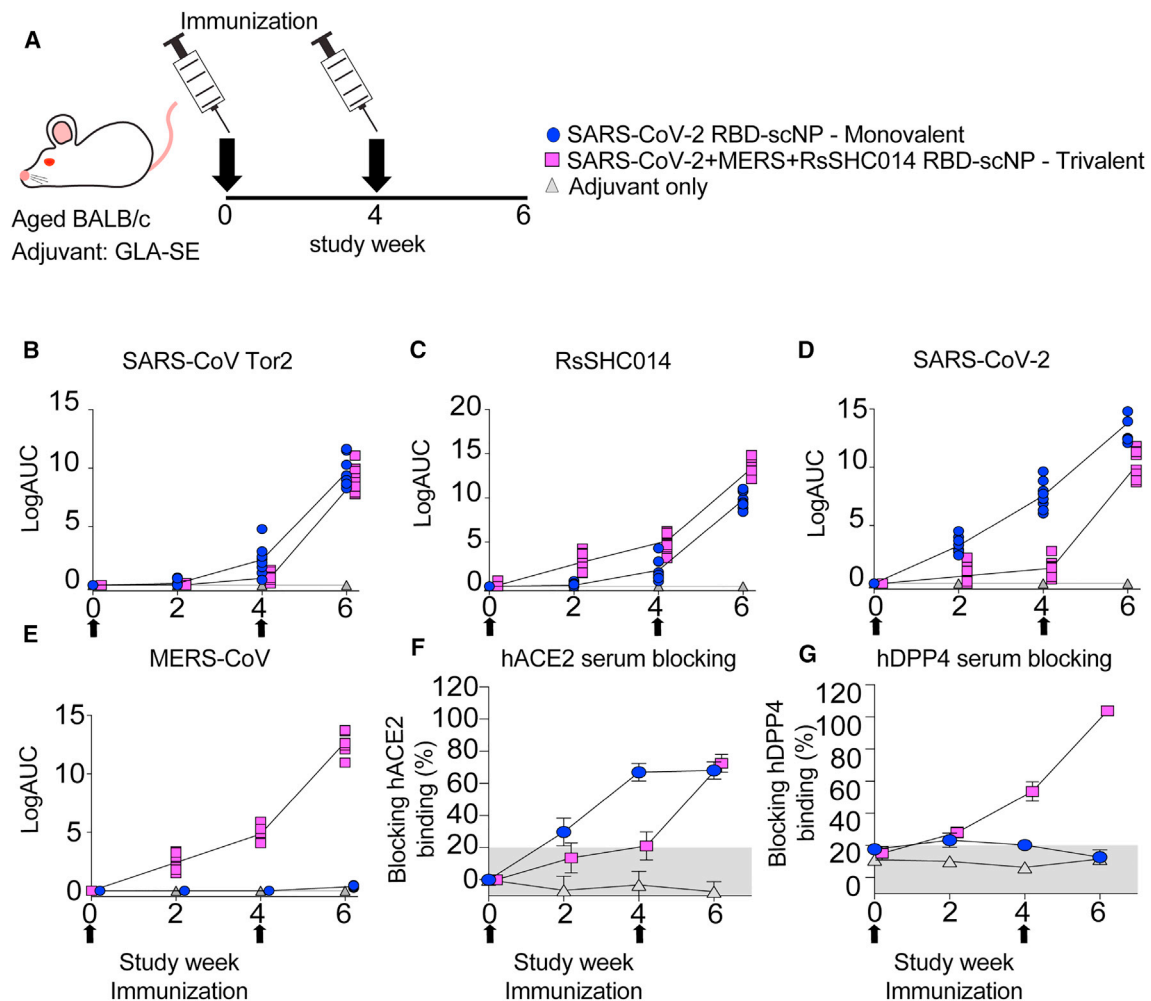 A
Immunization
SARS-CoV-2 RBD-scNP - Monovalent
SARS-CoV-2+MERS+RsSHC014 RBD-scNP - Trivalent
Adjuvant only
Aged BALB/c
Adjuvant: GLA-SE
0 4 6
study week
B
SARS-CoV Tor2
LogAUC
15
10
5
0
0 2 4 6
C
RsSHC014
LogAUC
20
15
10
5
0
0 2 4 6
D
SARS-CoV-2
LogAUC
15
10
5
0
0 2 4 6
E
MERS-CoV
LogAUC
15
10
5
0
0 2 4 6
Study week
Immunization
F
hACE2 serum blocking
Blocking hACE2
binding (%)
120
100
80
60
40
20
0
0 2 4 6
Study week
Immunization
G
hDPP4 serum blocking
Blocking hDPP4
binding (%)
120
100
80
60
40
20
0
0 2 4 6
Study week
Immunization